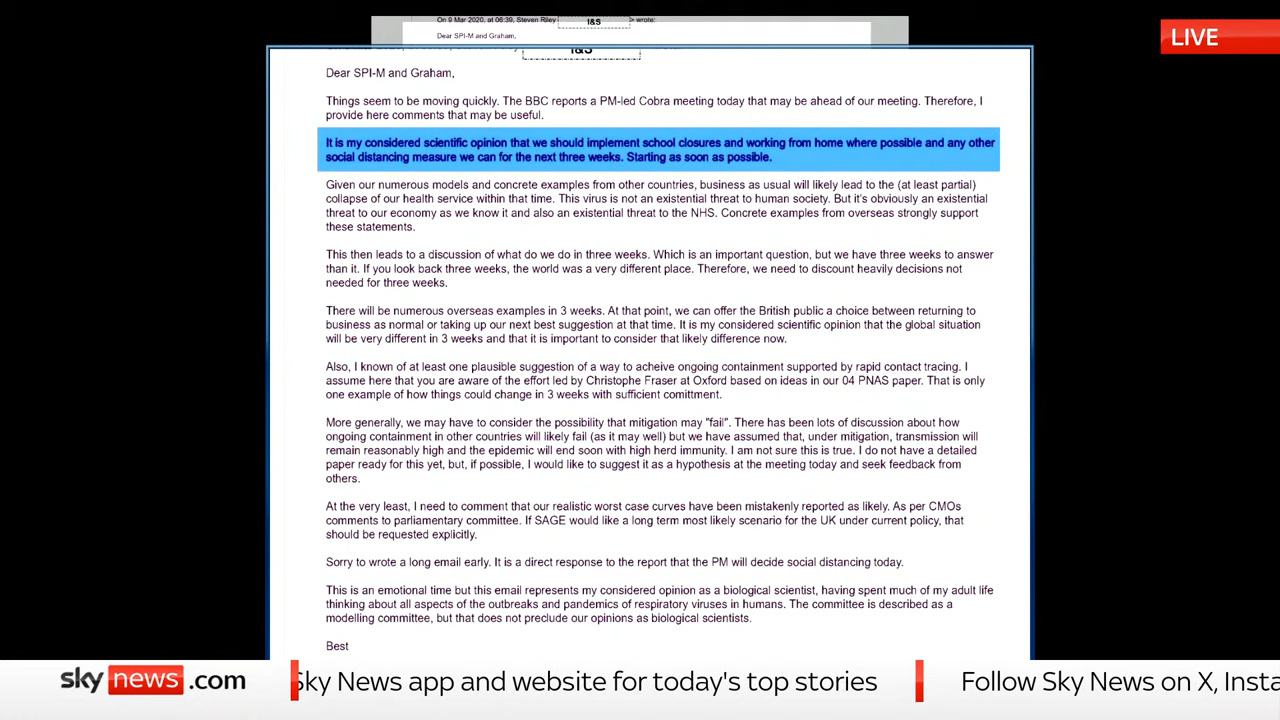 On 9 Mar 2020, at 06:39, Steven Riley I&S > wrote:
Dear SPI-M and Graham,
I&S
LIVE
Dear SPI-M and Graham,
Things seem to be moving quickly. The BBC reports a PM-led Cobra meeting today that may be ahead of our meeting. Therefore, I
provide here comments that may be useful.
It is my considered scientific opinion that we should implement school closures and working from home where possible and any other
social distancing measure we can for the next three weeks. Starting as soon as possible.
Given our numerous models and concrete examples from other countries, business as usual will likely lead to the (at least partial)
collapse of our health service within that time. This virus is not an existential threat to human society. But it's obviously an existential
threat to our economy as we know it and also an existential threat to the NHS. Concrete examples from overseas strongly support
these statements.
This then leads to a discussion of what do we do in three weeks. Which is an important question, but we have three weeks to answer
than it. If you look back three weeks, the world was a very different place. Therefore, we need to discount heavily decisions not
needed for three weeks.
There will be numerous overseas examples in 3 weeks. At that point, we can offer the British public a choice between returning to
business as normal or taking up our next best suggestion at that time. It is my considered scientific opinion that the global situation
will be very different in 3 weeks and that it is important to consider that likely difference now.
Also, I known of at least one plausible suggestion of a way to acheive ongoing containment supported by rapid contact tracing. I
assume here that you are aware of the effort led by Christophe Fraser at Oxford based on ideas in our 04 PNAS paper. That is only
one example of how things could change in 3 weeks with sufficient comittment.
More generally, we may have to consider the possibility that mitigation may "fail". There has been lots of discussion about how
ongoing containment in other countries will likely fail (as it may well) but we have assumed that, under mitigation, transmission will
remain reasonably high and the epidemic will end soon with high herd immunity. I am not sure this is true. I do not have a detailed
paper ready for this yet, but, if possible, I would like to suggest it as a hypothesis at the meeting today and seek feedback from
others.
At the very least, I need to comment that our realistic worst case curves have been mistakenly reported as likely. As per CMOs
comments to parliamentary committee. If SAGE would like a long term most likely scenario for the UK under current policy, that
should be requested explicitly.
Sorry to wrote a long email early. It is a direct response to the report that the PM will decide social distancing today.
This is an emotional time but this email represents my considered opinion as a biological scientist, having spent much of my adult life
thinking about all aspects of the outbreaks and pandemics of respiratory viruses in humans. The committee is described as a
modelling committee, but that does not preclude our opinions as biological scientists.
Best
sky news .com
Sky News app and website for today's top stories
Follow Sky News on X, Insta